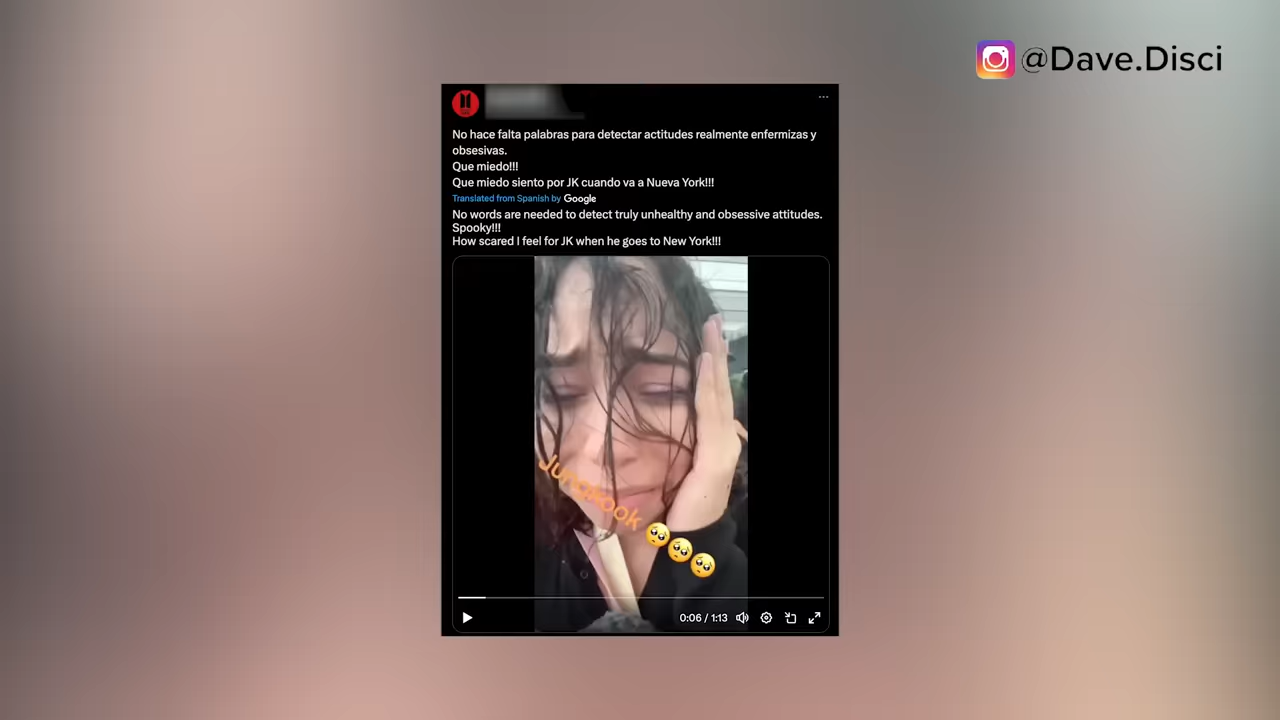 @Dave.Disci
No hace falta palabras para detectar actitudes realmente enfermizas y
obsesivas.
Que miedo!!!
Que miedo siento por JK cuando va a Nueva York!!!
Translated from Spanish by Google
No words are needed to detect truly unhealthy and obsessive attitudes.
Spooky!!!
How scared I feel for JK when he goes to New York!!!
Jungkook
0:06 / 1:13